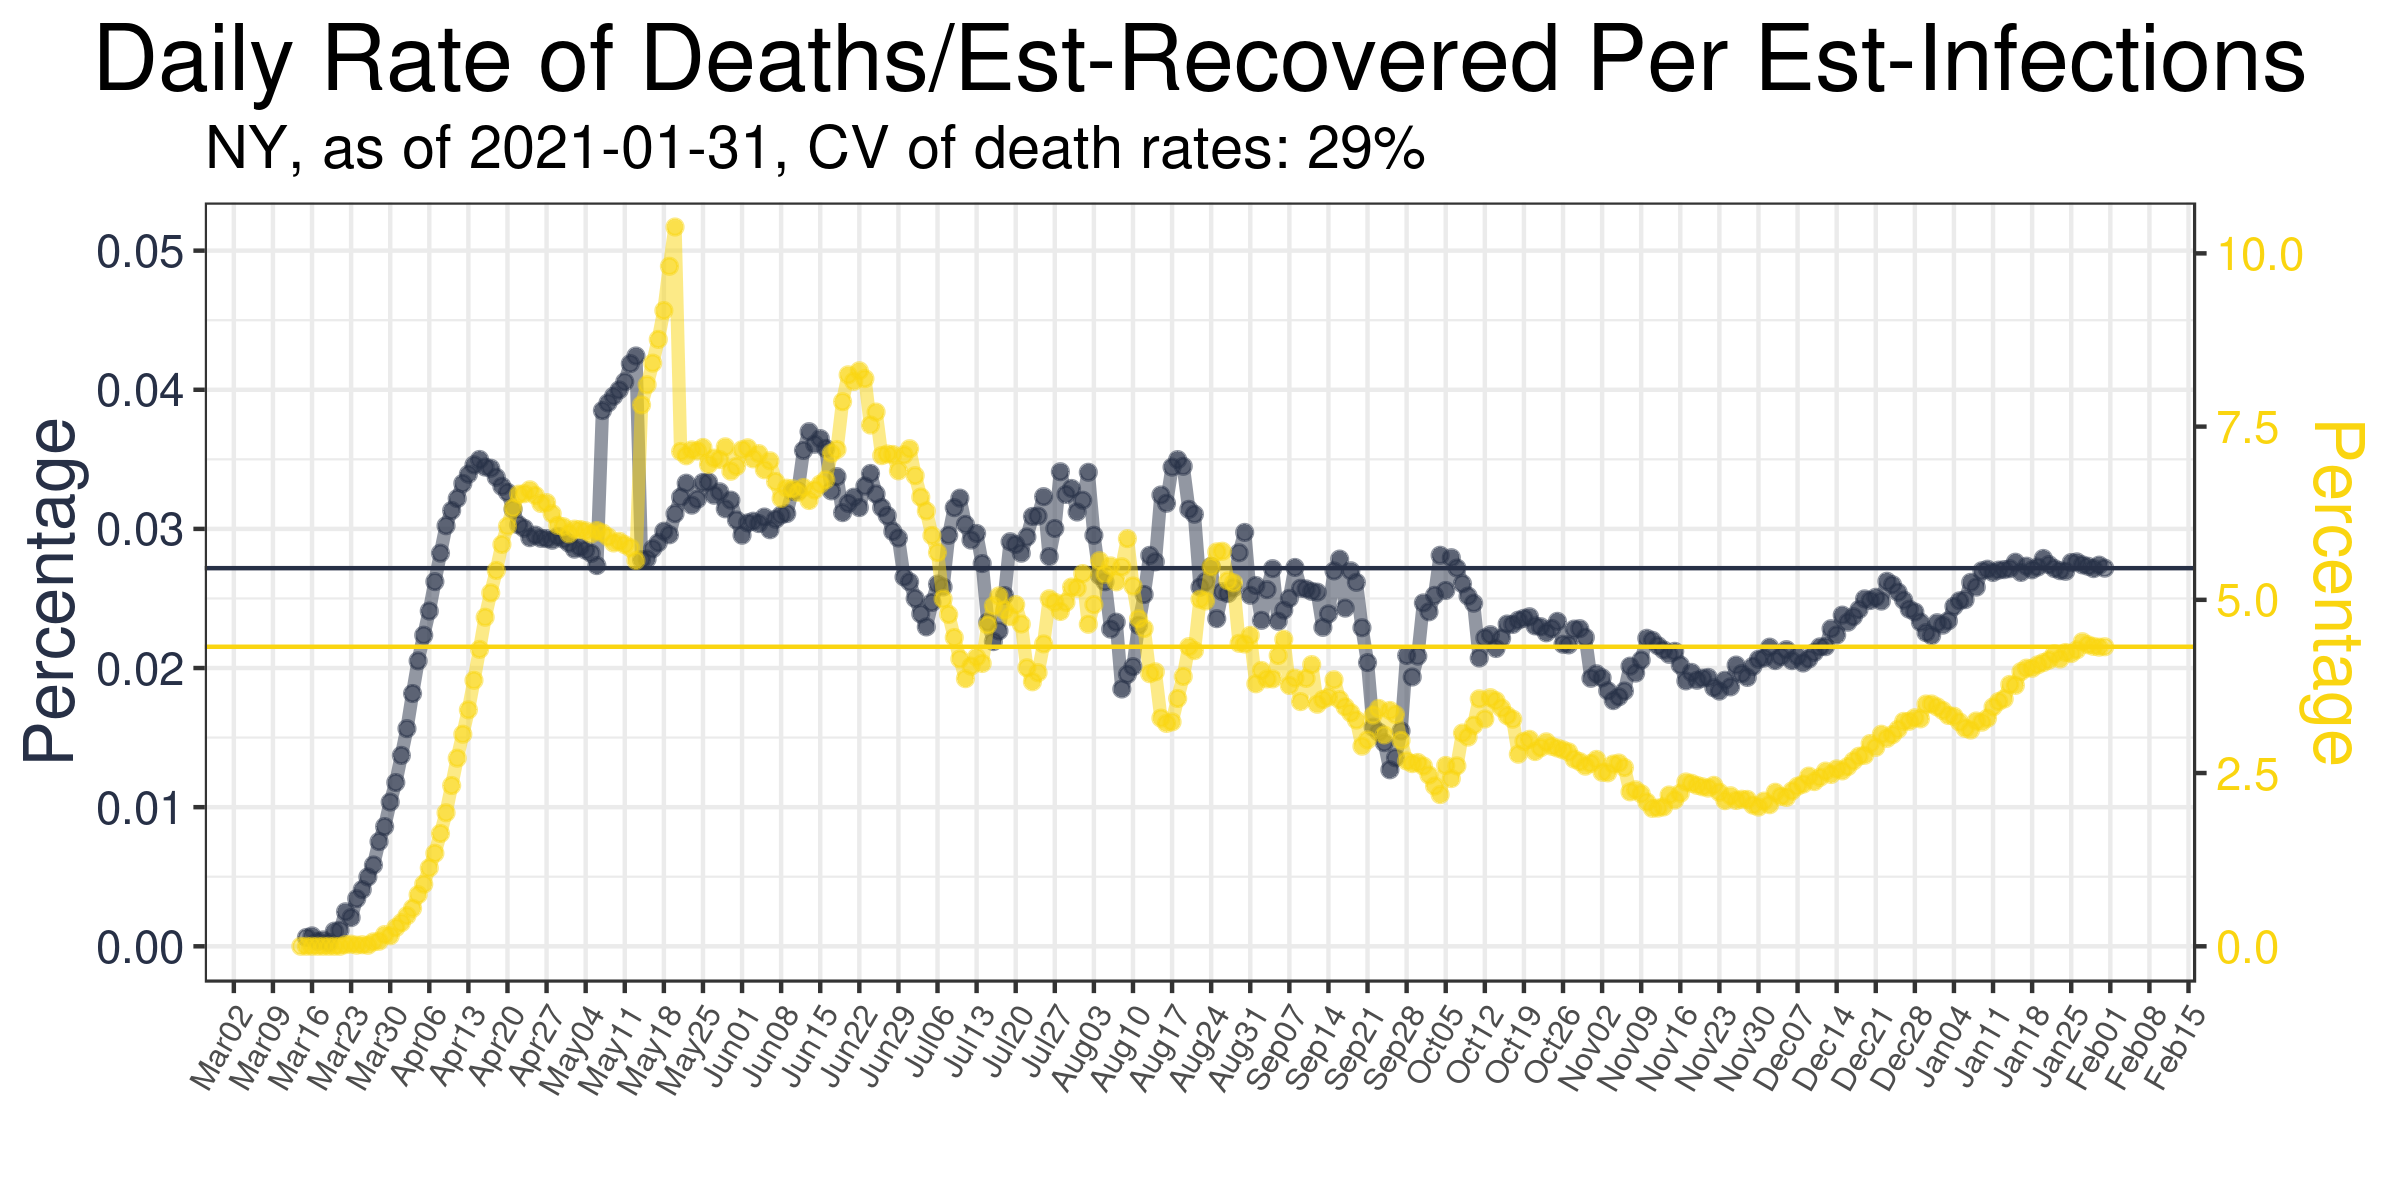 Daily Rate of Deaths/Est-Recovered Per Est-Infections
NY, as of 2021-01-31, CV of death rates: 29%
Percentage
0.05
0.04
0.03
0.02
0.01
0.00
10.0
7.5
5.0
2.5
0.0
Percentage
Mar02
Mar09
Mar16
Mar23
Mar30
Apr06
Apr13
Apr20
Apr27
May04
May11
May18
May25
Jun01
Jun08
Jun15
Jun22
Jun29
Jul06
Jul13
Jul20
Jul27
Aug03
Aug10
Aug17
Aug24
Aug31
Sep07
Sep14
Sep21
Sep28
Oct05
Oct12
Oct19
Oct26
Nov02
Nov09
Nov16
Nov23
Nov30
Dec07
Dec14
Dec21
Dec28
Jan04
Jan11
Jan18
Jan25
Feb01
Feb08
Feb15